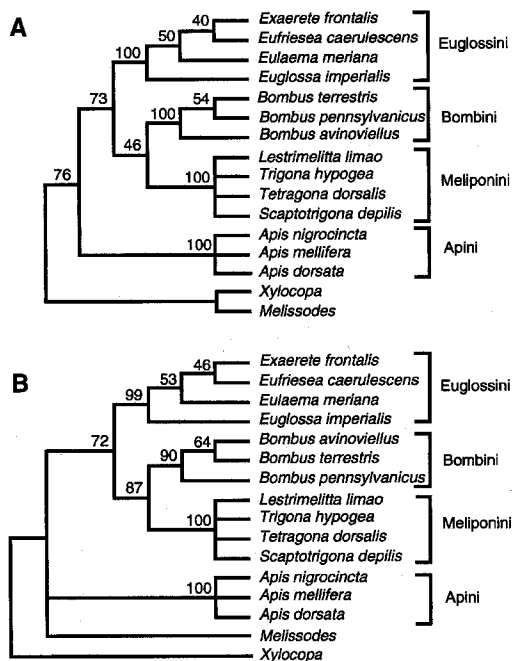 A
40 Exaerete frontalis
50 Eufriesea caerulescens
100 Eulaema meriana
Euglossa imperialis
Euglossini
73
54 Bombus terrestris
100 Bombus pennsylvanicus
Bombus avinoviellus
Bombini
46
Lestrimelitta limao
100 Trigona hypogea
Tetragona dorsalis
Scaptotrigona depilis
Meliponini
76
Apis nigrocincta
100 Apis mellifera
Apis dorsata
Apini
Xylocopa
Melissodes
B
46 Exaerete frontalis
53 Eufriesea caerulescens
99 Eulaema meriana
Euglossa imperialis
Euglossini
72
64 Bombus avinoviellus
90 Bombus terrestris
Bombus pennsylvanicus
Bombini
87
Lestrimelitta limao
100 Trigona hypogea
Tetragona dorsalis
Scaptotrigona depilis
Meliponini
Apis nigrocincta
100 Apis mellifera
Apis dorsata
Apini
Melissodes
Xylocopa